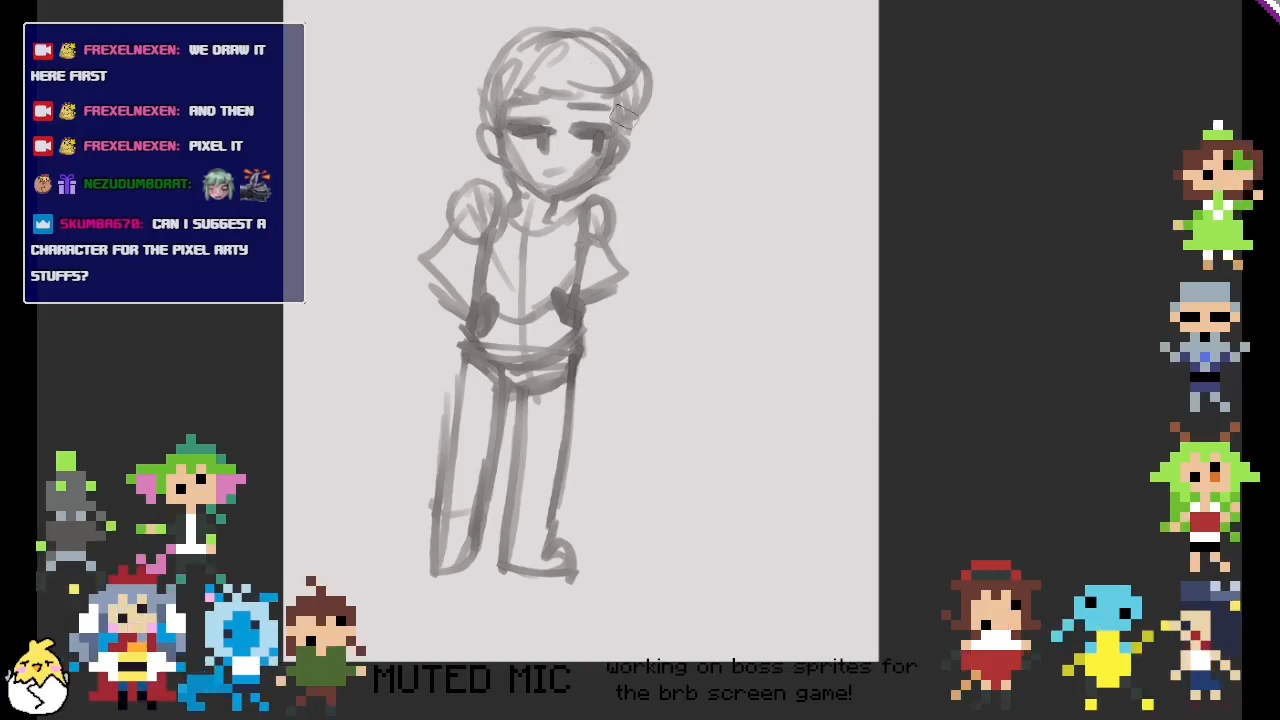 FREXELNEXEN: WE DRAW IT
HERE FIRST
FREXELNEXEN: AND THEN
FREXELNEXEN: PIXEL IT
NEZUDUMBORAT:
SKUMBAG70: CAN I SUGGEST A
CHARACTER FOR THE PIXEL ARTY
STUFFS?
MUTED MIC
working on boss sprites for
the brb screen game!